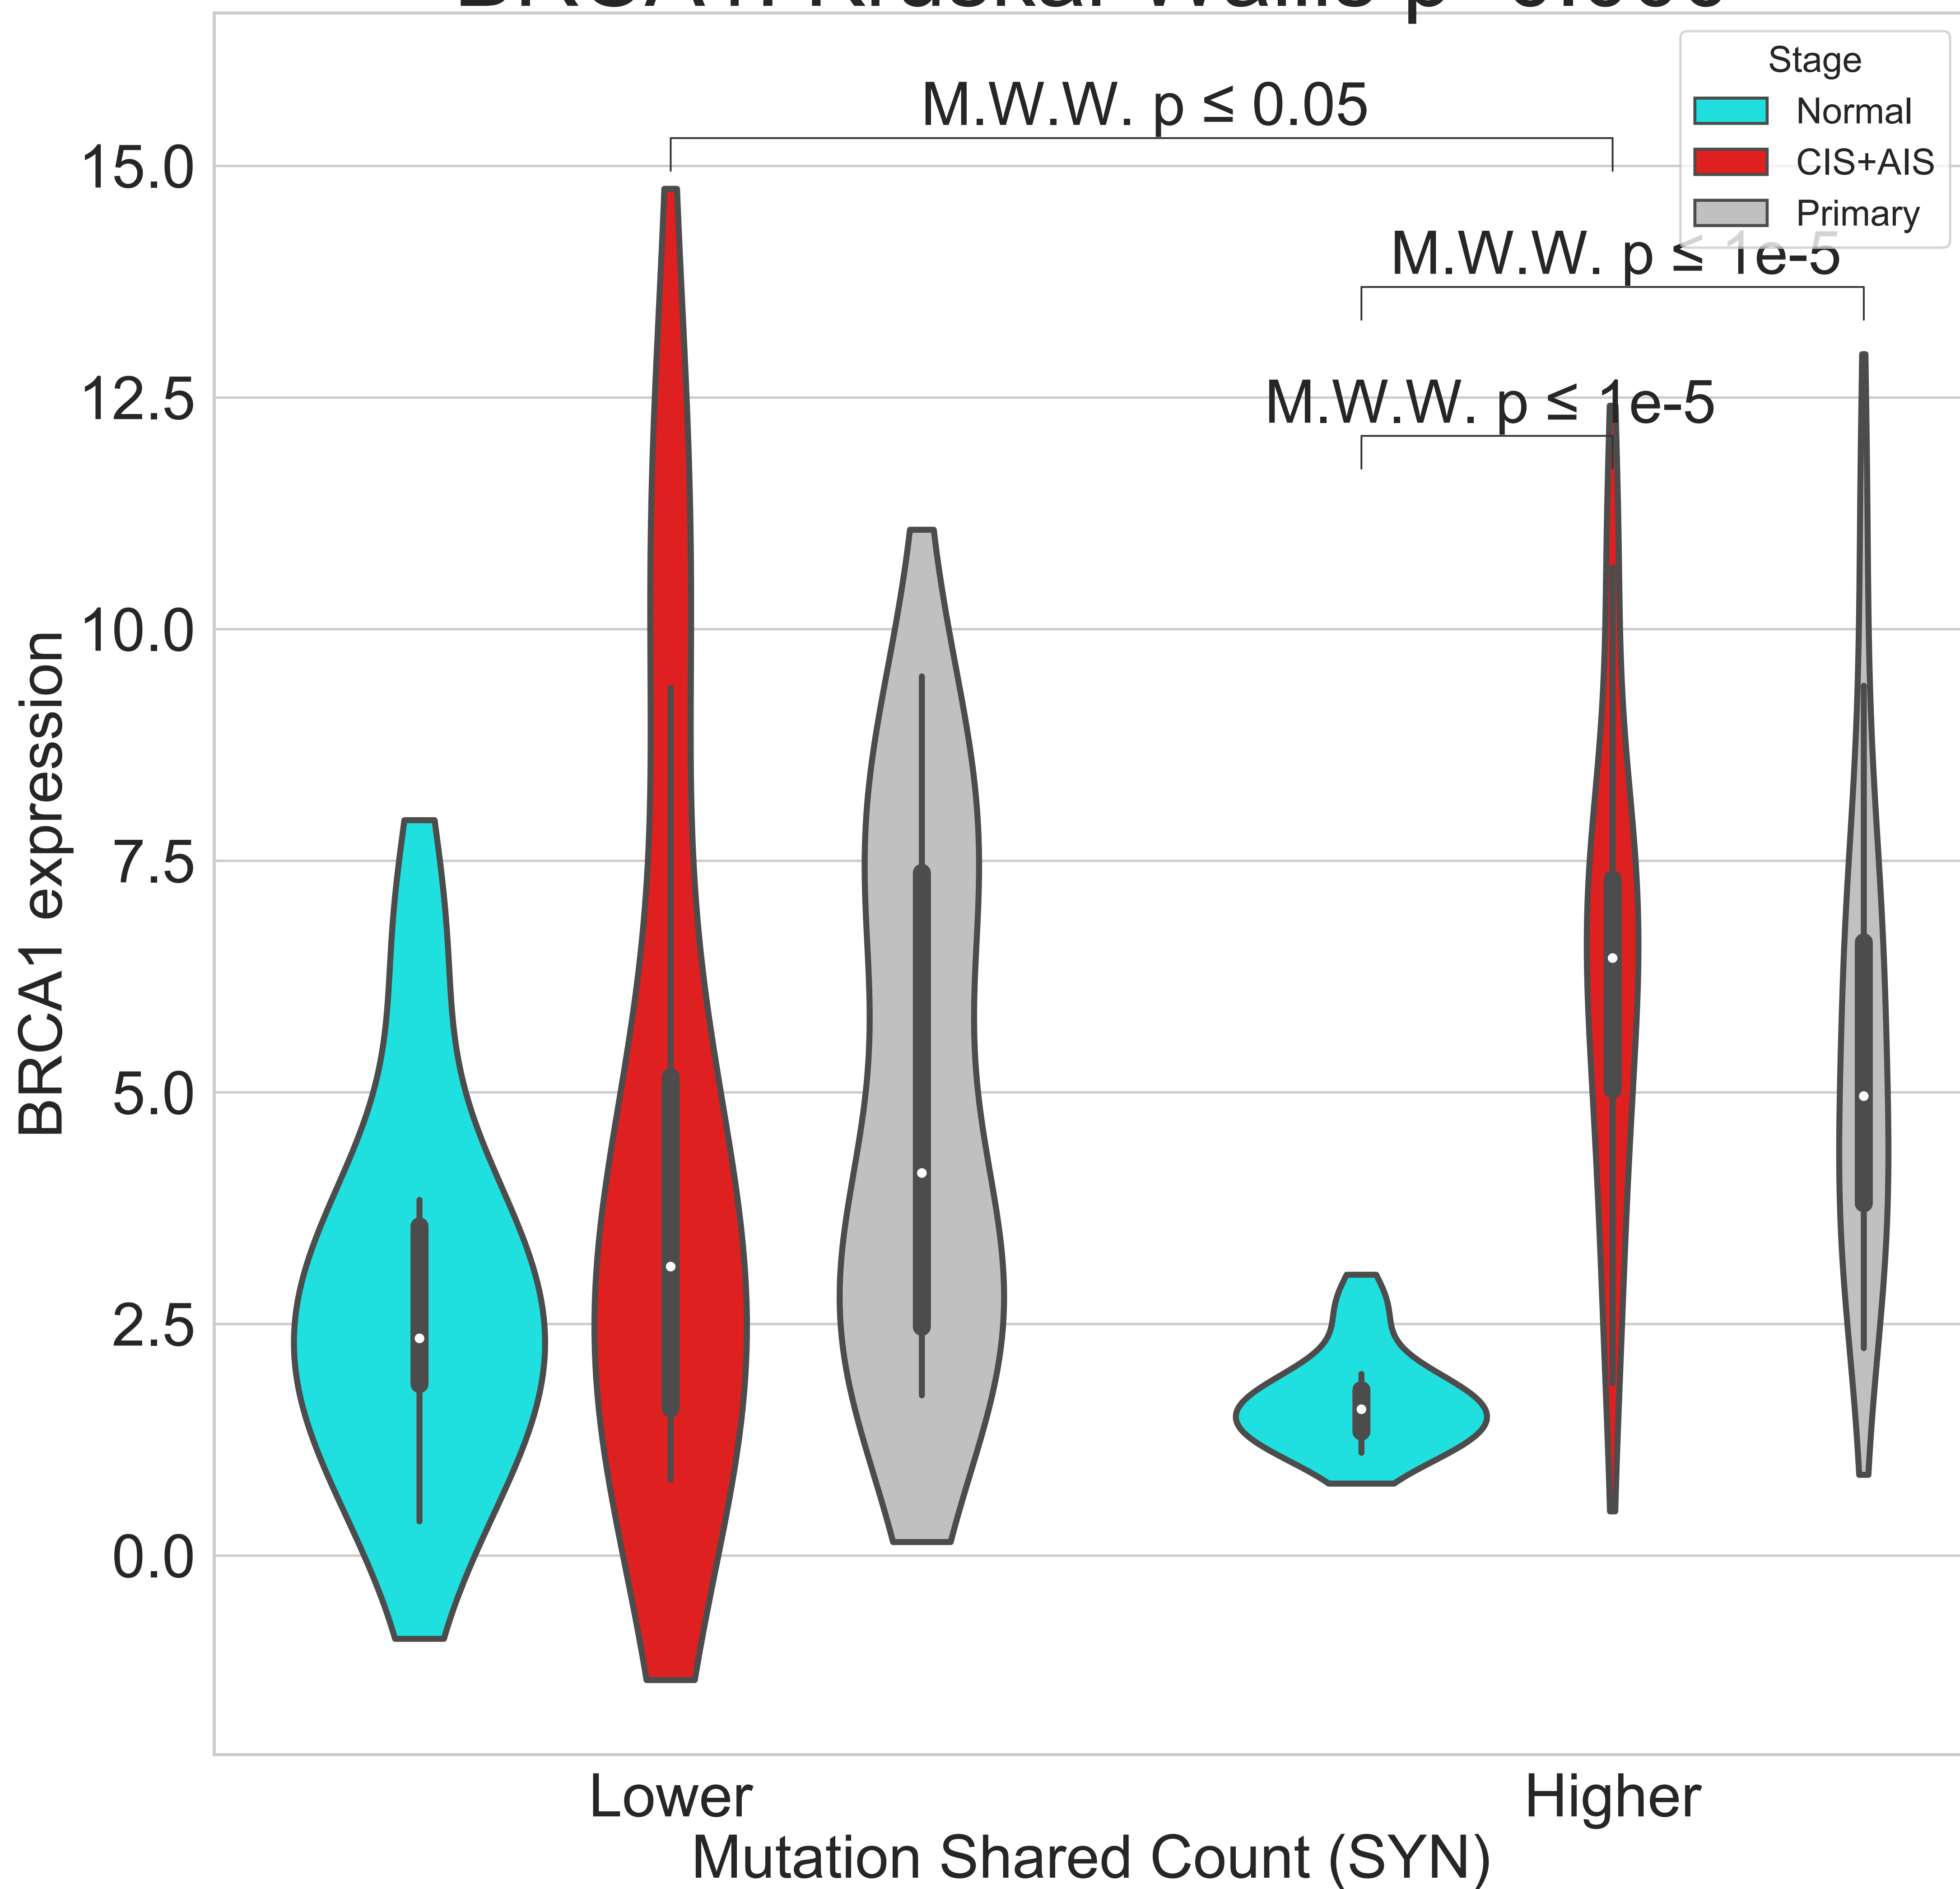 Stage
Normal
CIS+AIS
Primary
M.W.W. p ≤ 0.05
M.W.W. p ≤ 1e-5
M.W.W. p ≤ 1e-5
15.0
12.5
10.0
7.5
5.0
2.5
0.0
BRCA1 expression
Lower
Higher
Mutation Shared Count (SYN)